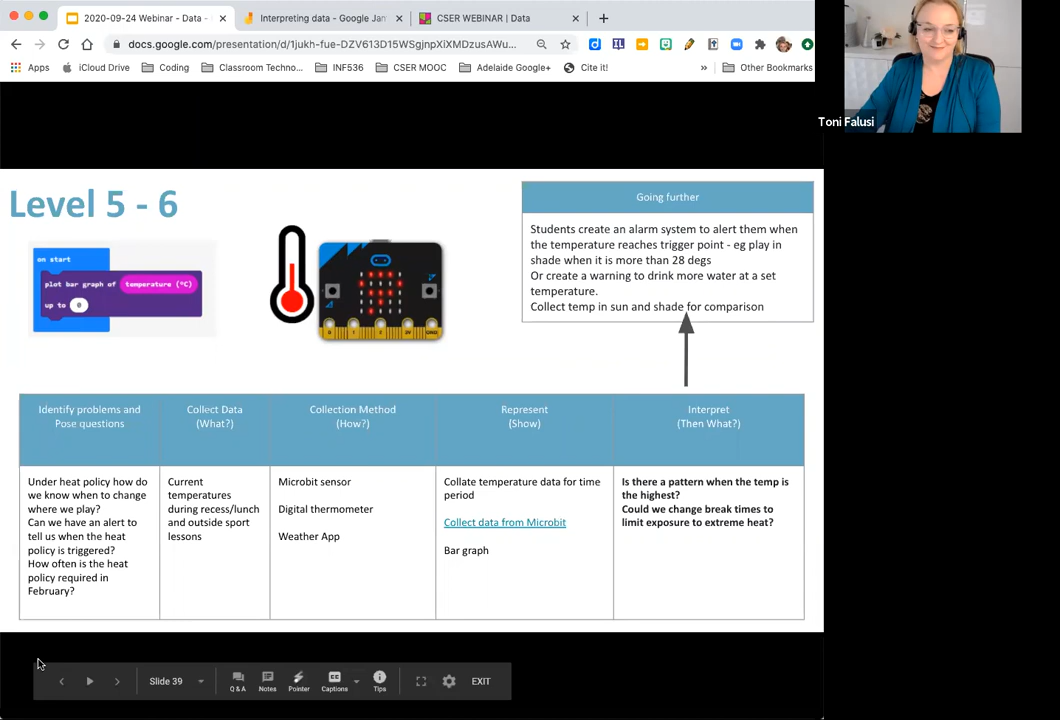 2020-09-24 Webinar - Data -
Interpreting data - Google Jam
CSER WEBINAR | Data
docs.google.com/presentation/d/1jukh-fue-DZV613D15WSgjnpXiXMDzusAWu...
Apps
iCloud Drive
Coding
Classroom Techno...
INF536
CSER MOOC
Adelaide Google+
Cite it!
»
Other Bookmarks
Toni Falusi
Level 5 - 6
on start
plot bar graph of temperature (°C)
up to 0
0 1 2 3V GND
Going further
Students create an alarm system to alert them when
the temperature reaches trigger point - eg play in
shade when it is more than 28 degs
Or create a warning to drink more water at a set
temperature.
Collect temp in sun and shade for comparison
Identify problems and
Pose questions
Collect Data
(What?)
Collection Method
(How?)
Represent
(Show)
Interpret
(Then What?)
Under heat policy how do
we know when to change
where we play?
Can we have an alert to
tell us when the heat
policy is triggered?
How often is the heat
policy required in
February?
Current
temperatures
during recess/lunch
and outside sport
lessons
Microbit sensor
Digital thermometer
Weather App
Collate temperature data for time
period
Collect data from Microbit
Bar graph
Is there a pattern when the temp is
the highest?
Could we change break times to
limit exposure to extreme heat?
Slide 39
Q & A
Notes
Pointer
Captions
Tips
EXIT